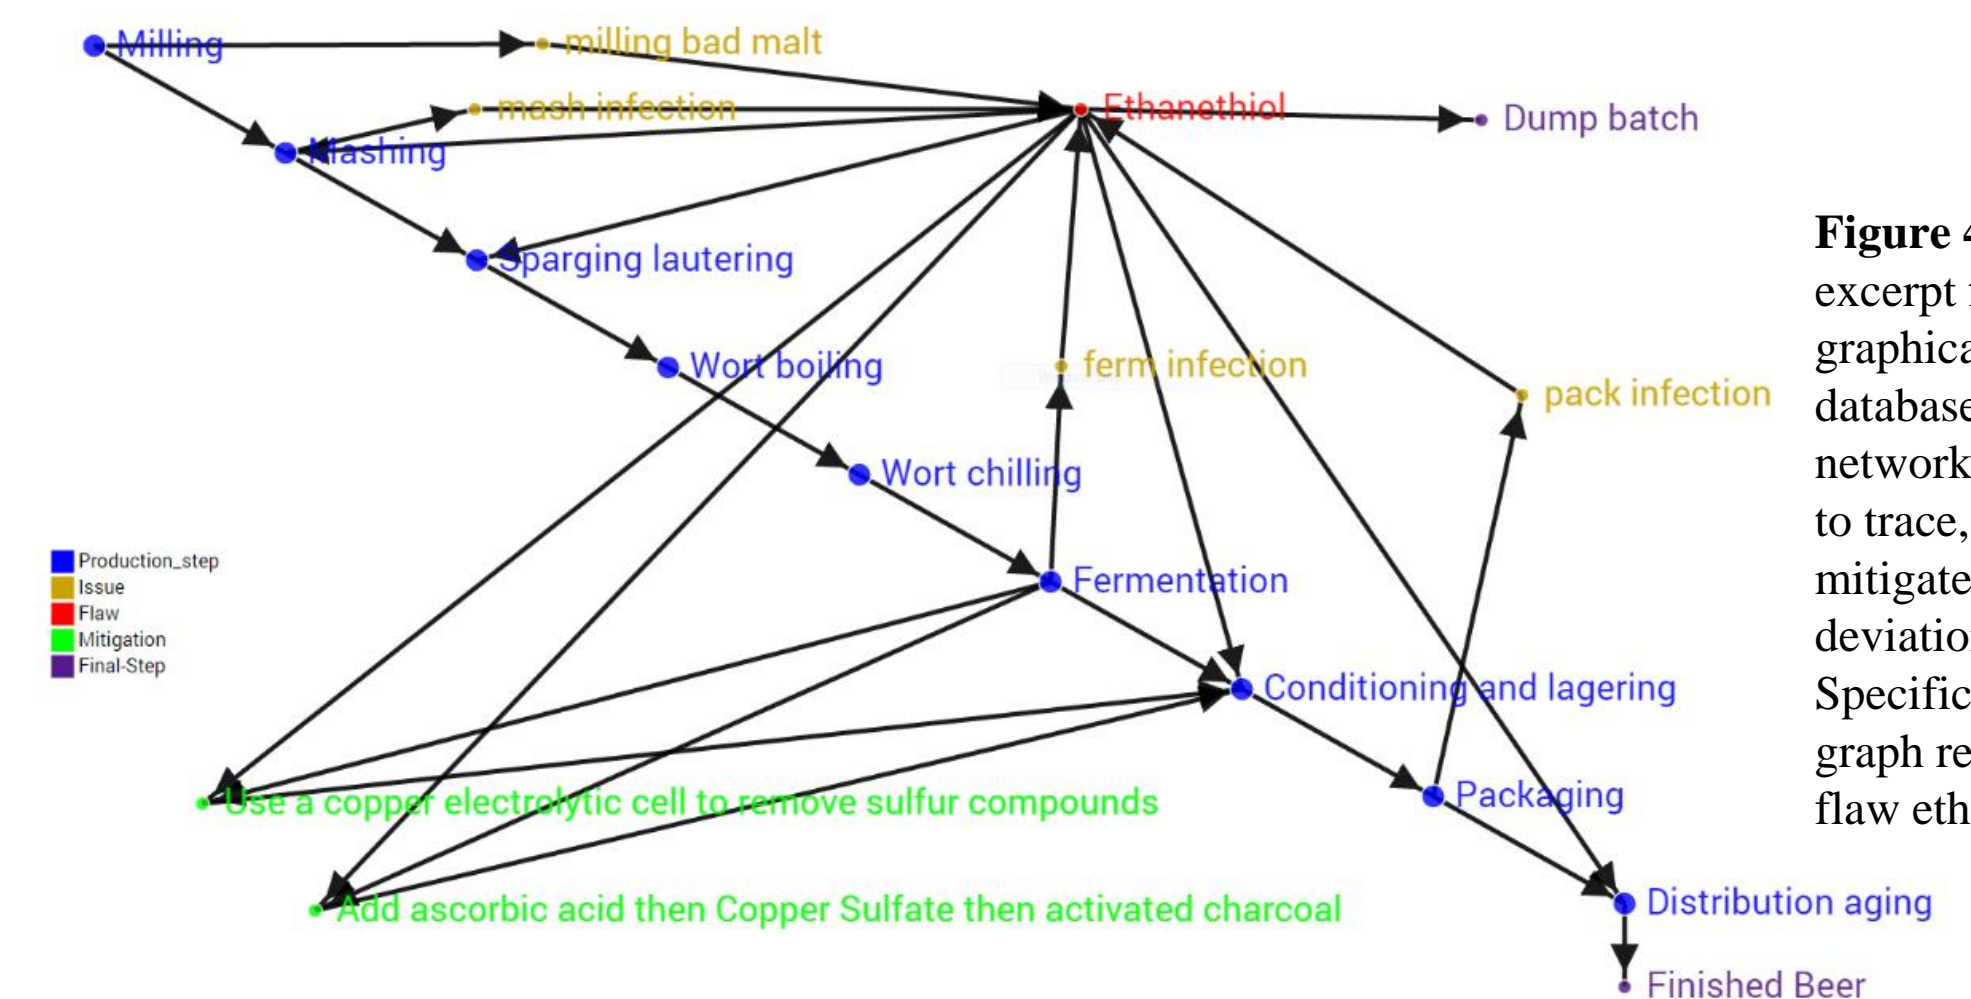 Milling
milling bad malt
mash infection
Ethanethiol
Dump batch
Mashing
Sparging lautering
Wort boiling
ferm infection
pack infection
Wort chilling
Fermentation
Production_step
Issue
Flaw
Mitigation
Final-Step
Conditioning and lagering
Packaging
Use a copper electrolytic cell to remove sulfur compounds
Add ascorbic acid then Copper Sulfate then activated charcoal
Distribution aging
Finished Beer
Figure 4
excerpt
graphica
database
network
to trace,
mitigate
deviation
Specific
graph re
flaw eth